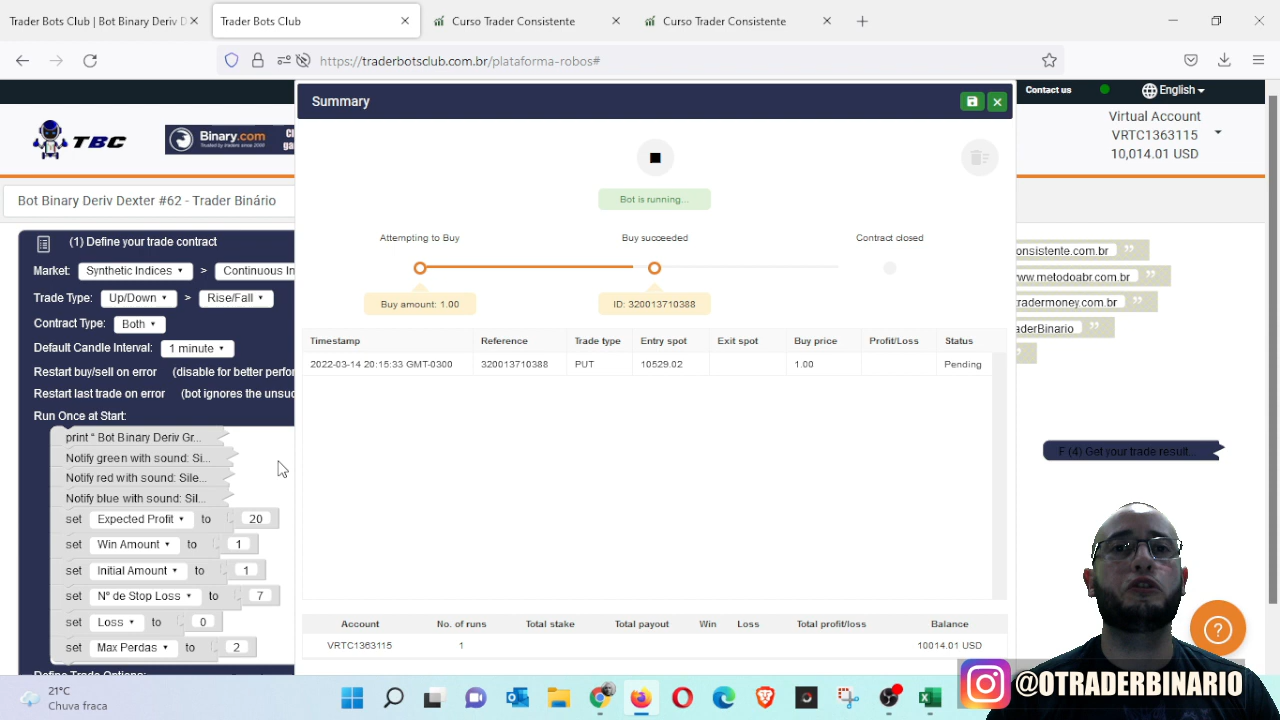 Trader Bots Club | Bot Binary Deriv D
Trader Bots Club
Curso Trader Consistente
Curso Trader Consistente
https://traderbotsclub.com.br/plataforma-robos#
Contact us
English
TBC
Binary.com
Trusted by traders since 2000
Virtual Account
VRTC1363115
10,014.01 USD
Bot Binary Deriv Dexter #62 - Trader Binário
Summary
Bot is running...
Attempting to Buy
Buy succeeded
Contract closed
Buy amount: 1.00
ID: 320013710388
Timestamp Reference Trade type Entry spot Exit spot Buy price Profit/Loss Status
2022-03-14 20:15:33 GMT-0300 320013710388 PUT 10529.02 1.00 Pending
Account No. of runs Total stake Total payout Win Loss Total profit/loss Balance
VRTC1363115 1 10014.01 USD
(1) Define your trade contract
Market: Synthetic Indices > Continuous In
Trade Type: Up/Down > Rise/Fall
Contract Type: Both
Default Candle Interval: 1 minute
Restart buy/sell on error (disable for better perfor
Restart last trade on error (bot ignores the unsuc
Run Once at Start:
print “ Bot Binary Deriv Gr...
Notify green with sound: Si...
Notify red with sound: Sile...
Notify blue with sound: Sil...
set Expected Profit to 20
set Win Amount to 1
set Initial Amount to 1
set Nº de Stop Loss to 7
set Loss to 0
set Max Perdas to 2
Define Trade Options:
onsistente.com.br ”
www.metodoabr.com.br ”
tradermoney.com.br ”
aderBinario ”
”
F (4) Get your trade result...
?
@OTRADERBINARIO
21°C
Chuva fraca